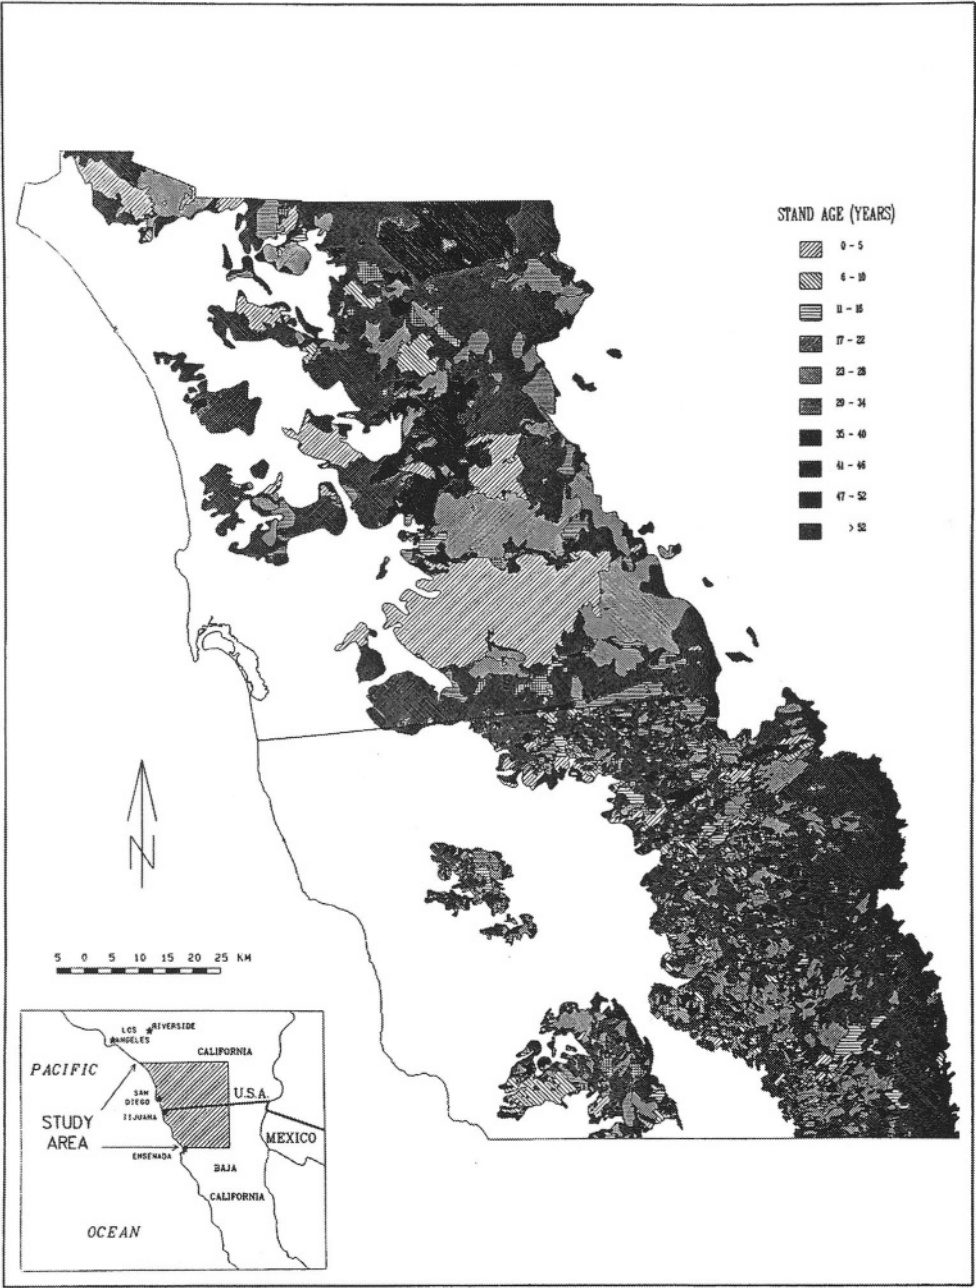 STAND AGE (YEARS)
0 - 5
6 - 10
11 - 16
17 - 22
23 - 28
29 - 34
35 - 40
41 - 46
47 - 52
> 52
N
5 0 5 10 15 20 25 KM
LOS
ANGELES
RIVERSIDE
CALIFORNIA
PACIFIC
SAN
DIEGO
U.S.A.
TIJUANA
STUDY
AREA
MEXICO
ENSENADA
BAJA
CALIFORNIA
OCEAN